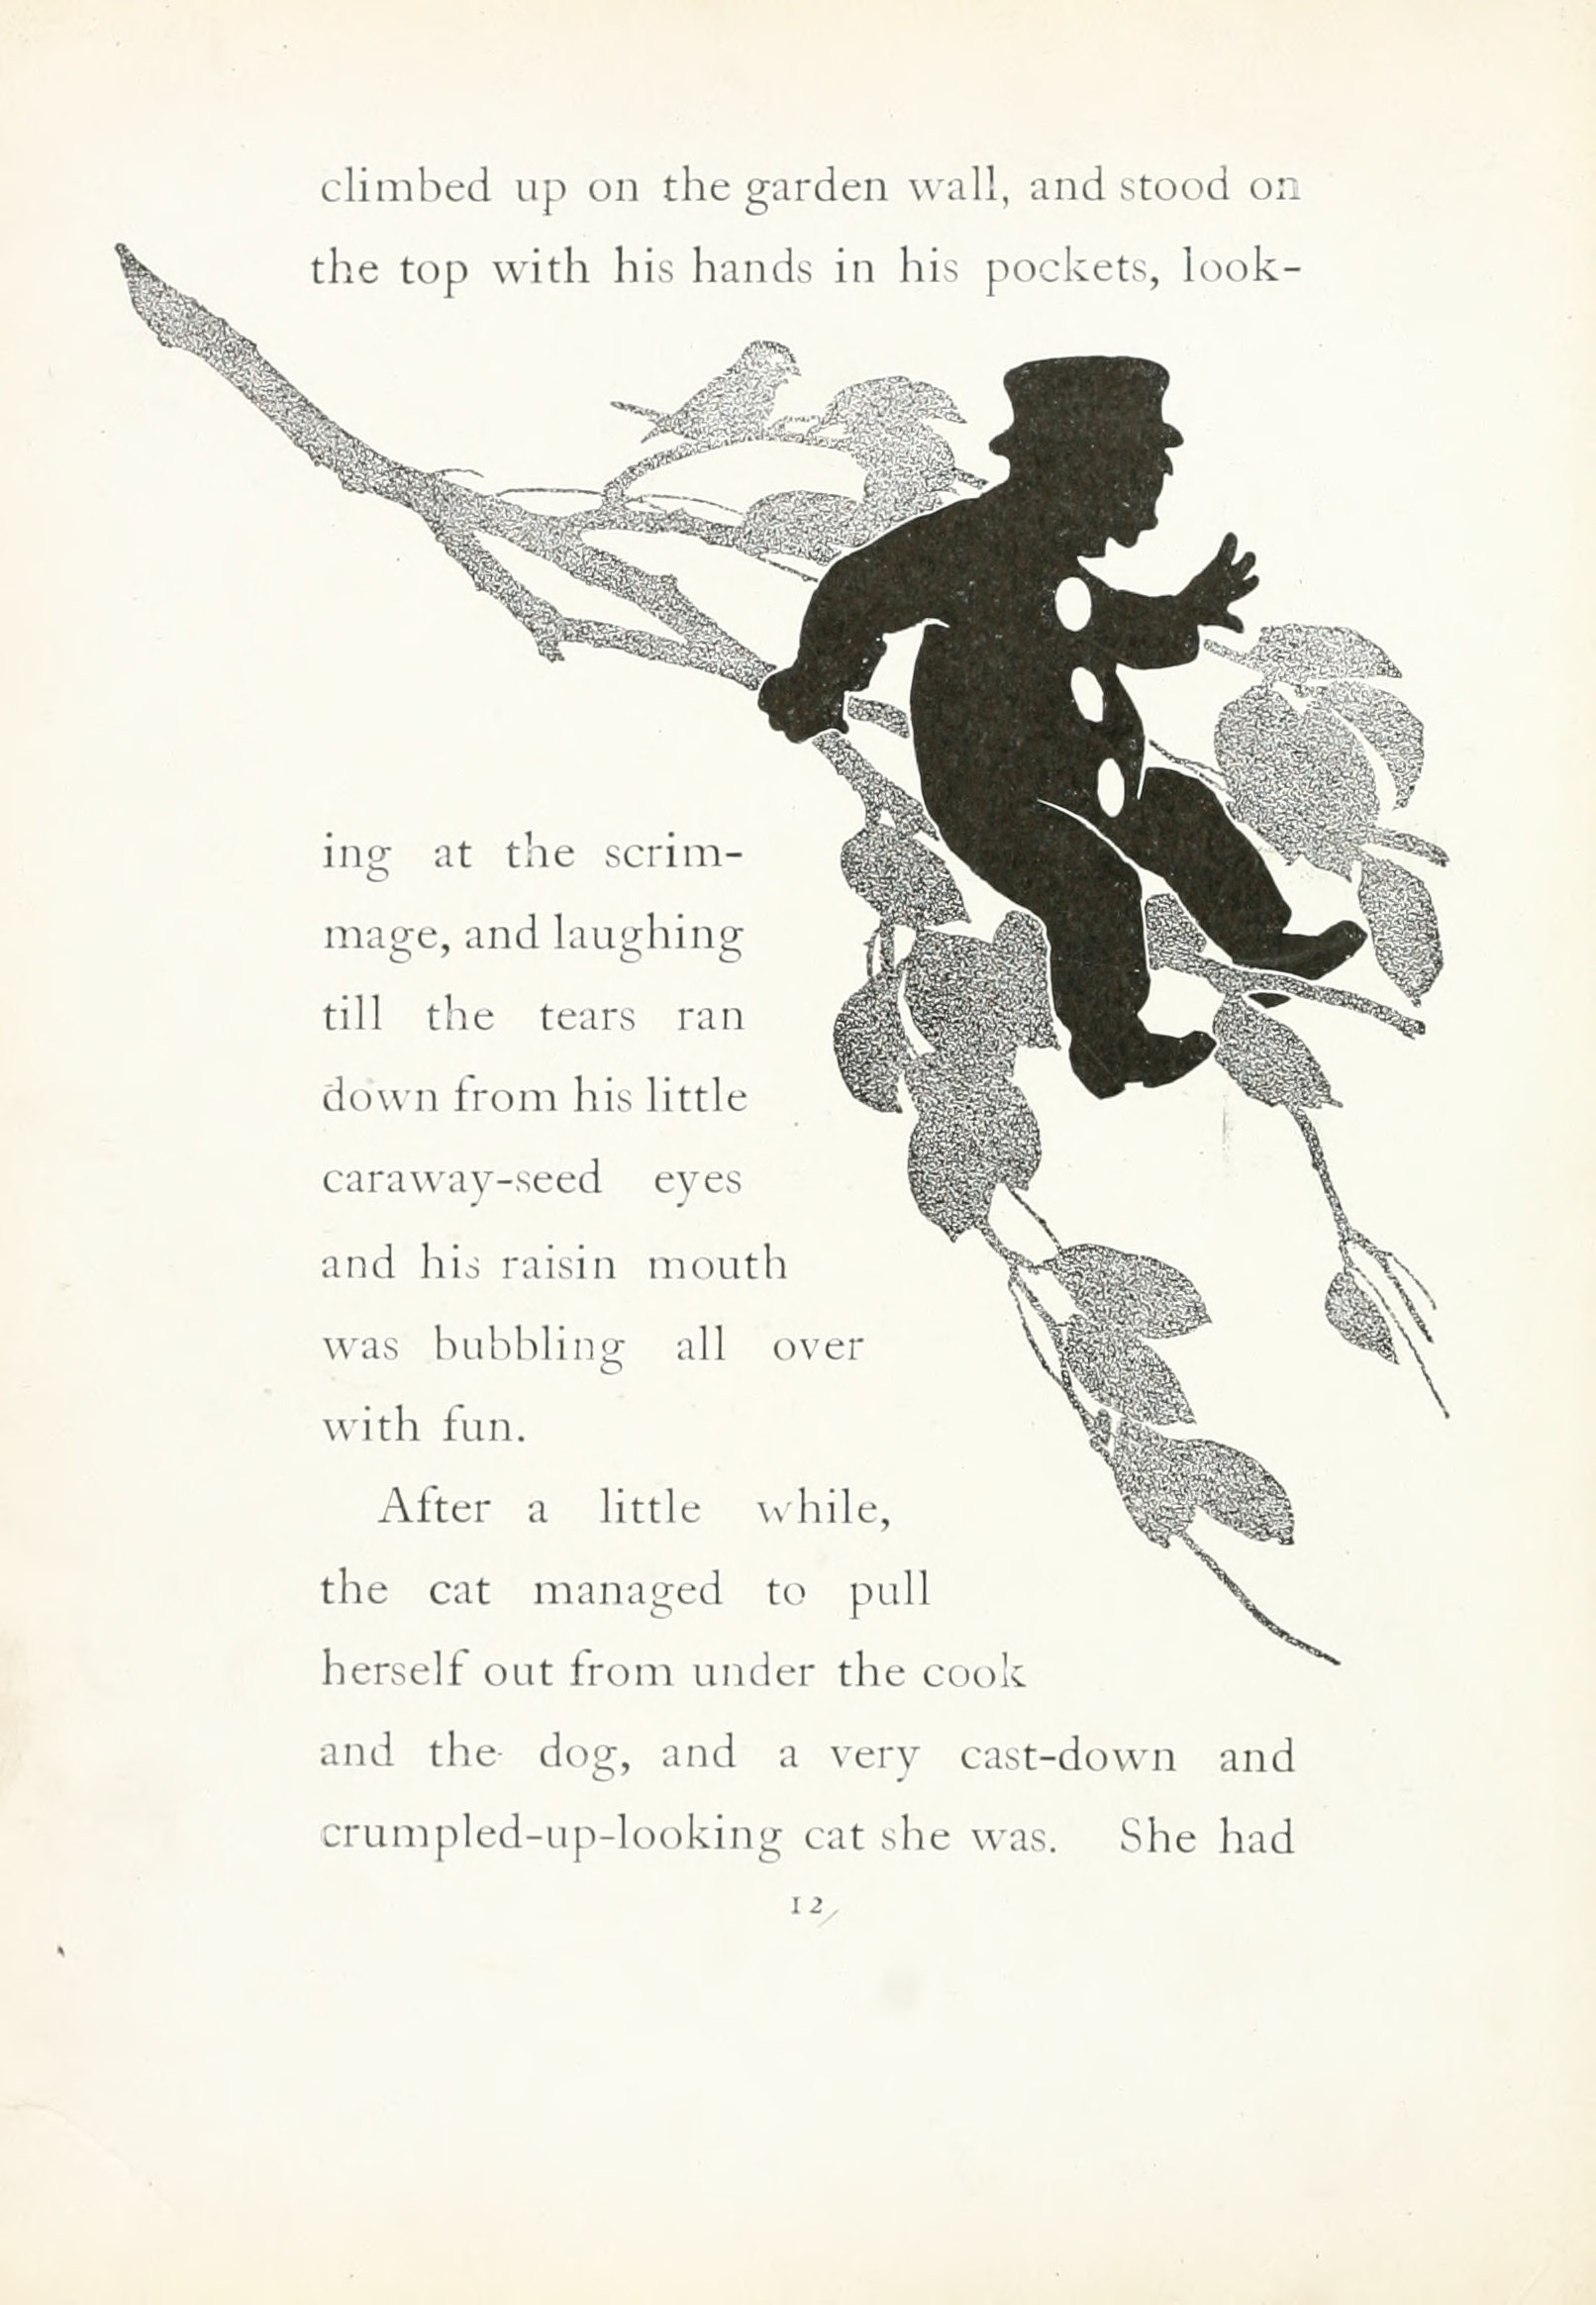 climbed up on the garden wall, and stood on
the top with his hands in his pockets, look-
ing at the scrim-
mage, and laughing
till the tears ran
down from his little
caraway-seed eyes
and his raisin mouth
was bubbling all over
with fun.
After a little while,
the cat managed to pull
herself out from under the cook
and the dog, and a very cast-down and
crumpled-up-looking cat she was. She had
12